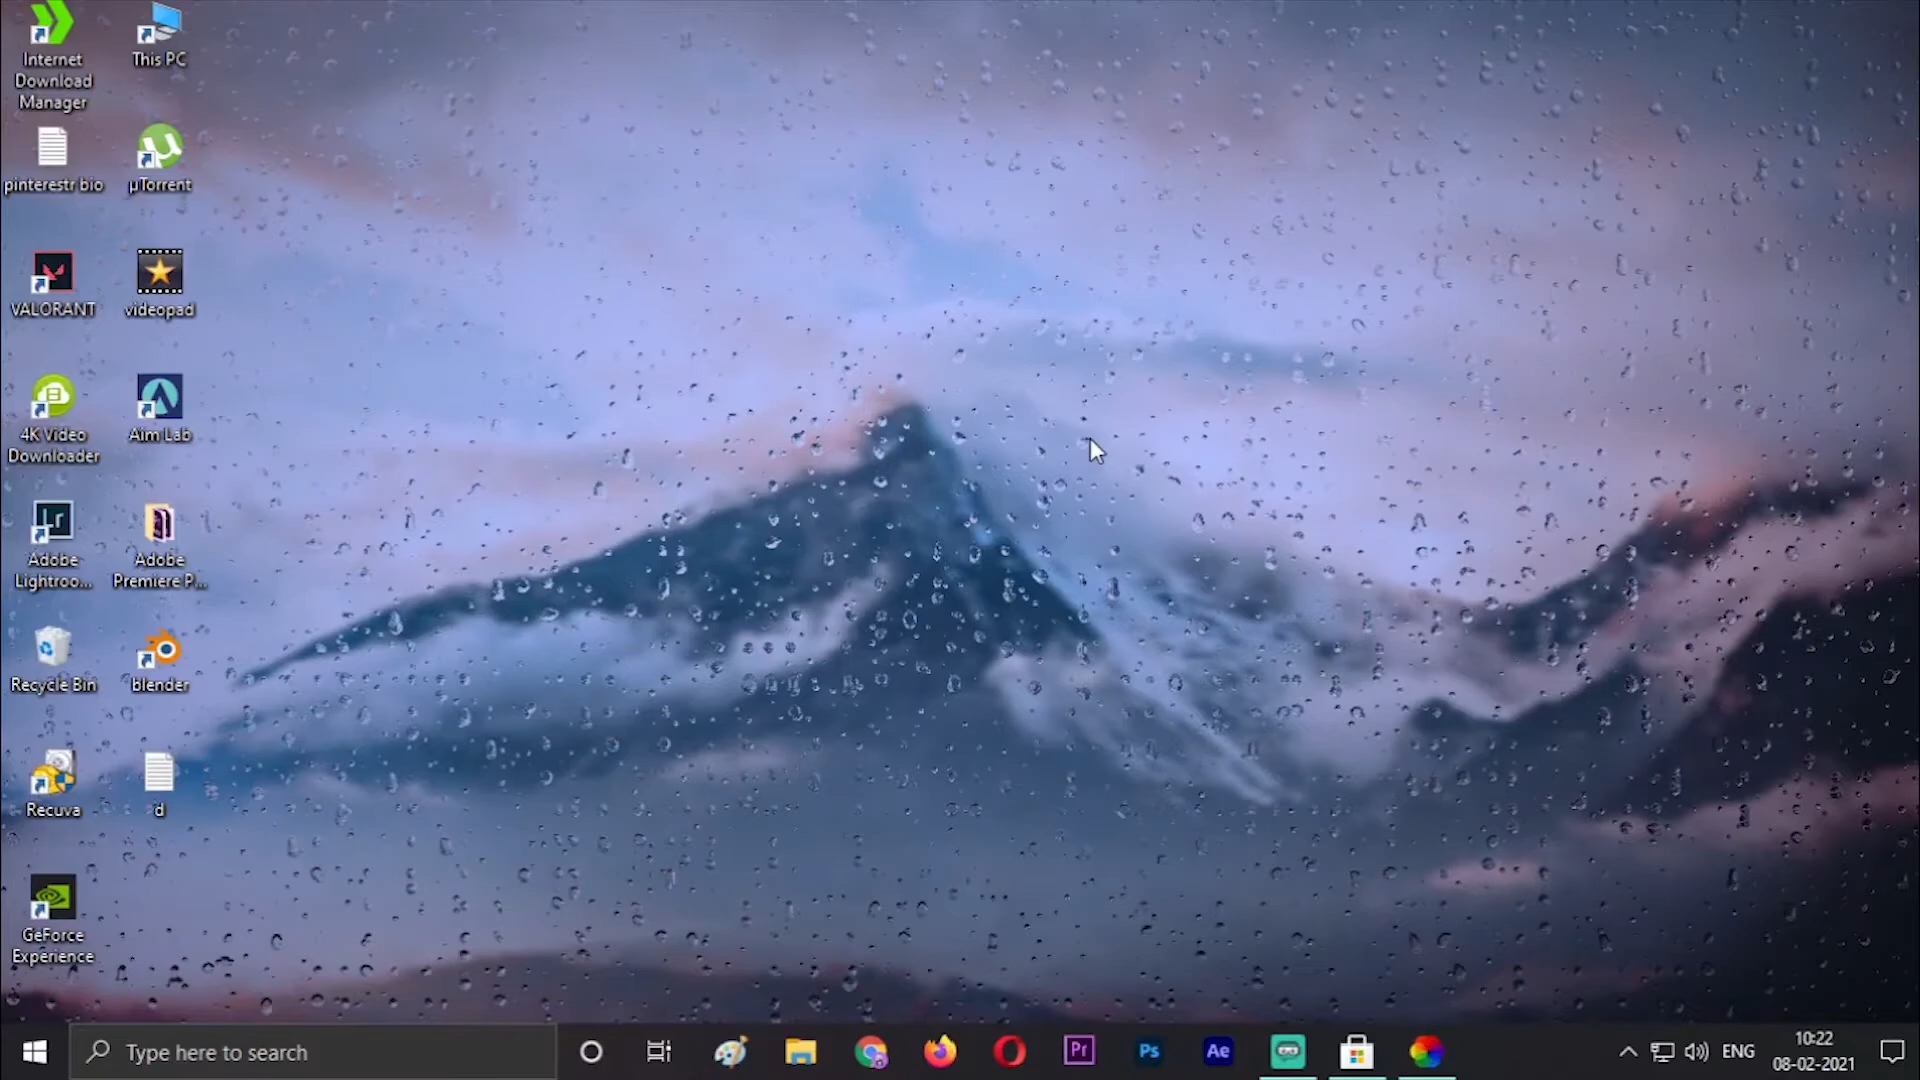 Internet
Download
Manager
This PC
pinterestr bio
µTorrent
VALORANT
videopad
4K Video
Downloader
Aim Lab
Lr
Adobe
Lightroo...
Adobe
Premiere P...
Recycle Bin
blender
Recuva
d
GeForce
Experience
Type here to search
Pr
Ps
Ae
ENG
10:22
08-02-2021